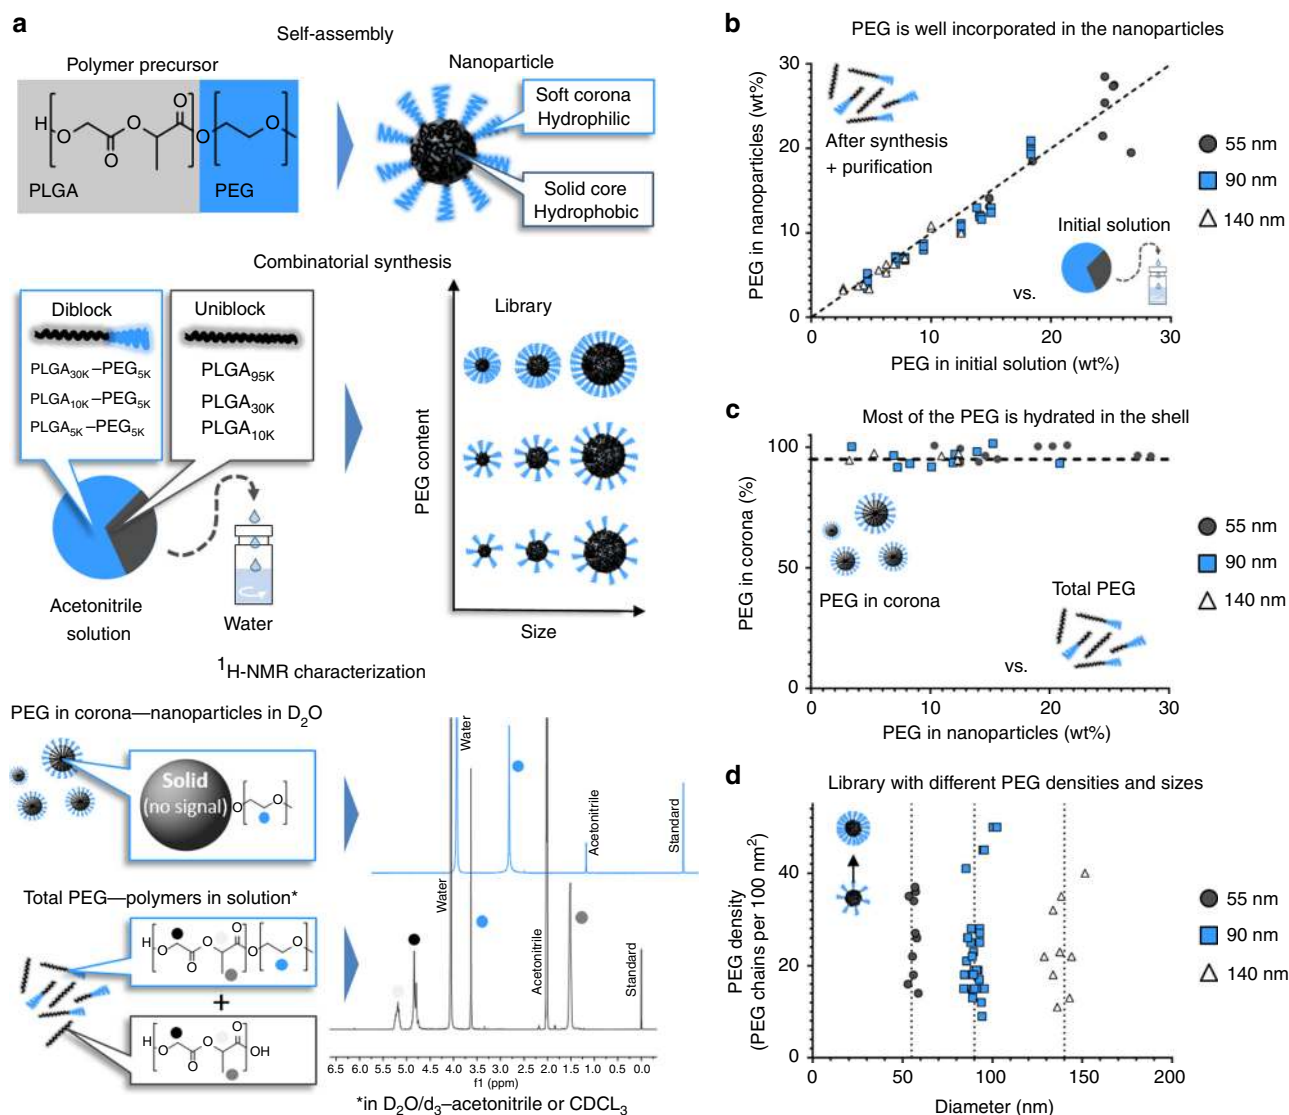 a
Self-assembly
Polymer precursor
Nanoparticle
H
O
O
O
O
O
O
PLGA
PEG
Soft corona
Hydrophilic
Solid core
Hydrophobic
Combinatorial synthesis
Diblock
PLGA30K–PEG5K
PLGA10K–PEG5K
PLGA5K–PEG5K
Uniblock
PLGA95K
PLGA30K
PLGA10K
Acetonitrile
solution
Water
Library
PEG content
Size
1H-NMR characterization
PEG in corona—nanoparticles in D2O
Solid
(no signal)
O
O
Total PEG—polymers in solution*
H
O
O
O
O
O
O
+
H
O
O
O
O
OH
Water
Acetonitrile
Standard
Water
Acetonitrile
Standard
6.5 6.0 5.5 5.0 4.5 4.0 3.5 3.0 2.5 2.0 1.5 1.0 0.5 0.0
f1 (ppm)
*in D2O/d3–acetonitrile or CDCL3
b
PEG is well incorporated in the nanoparticles
PEG in nanoparticles (wt%)
30
20
10
0
After synthesis
+ purification
Initial solution
vs.
0 10 20 30
PEG in initial solution (wt%)
55 nm
90 nm
140 nm
c
Most of the PEG is hydrated in the shell
PEG in corona (%)
100
50
0
PEG in corona
Total PEG
vs.
0 10 20 30
PEG in nanoparticles (wt%)
55 nm
90 nm
140 nm
d
Library with different PEG densities and sizes
PEG density
(PEG chains per 100 nm2)
40
20
0
0 50 100 150 200
Diameter (nm)
55 nm
90 nm
140 nm